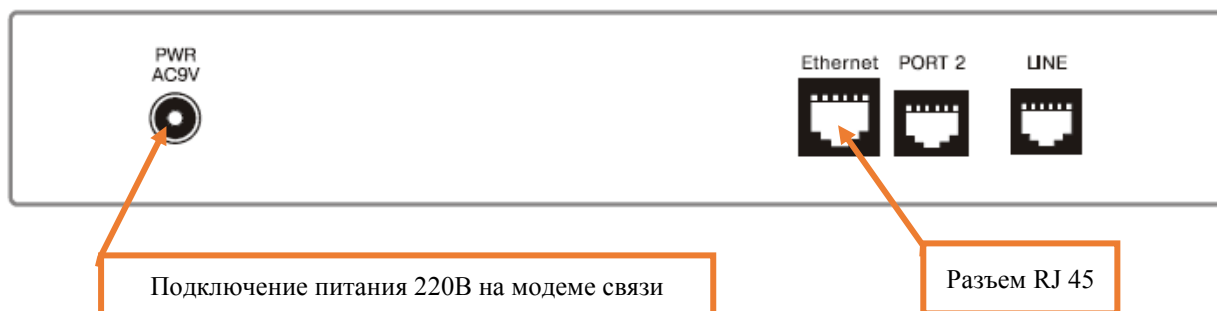 PWR
AC9V
Ethernet PORT 2 LINE
Подключение питания 220В на модеме связи
Разъем RJ 45